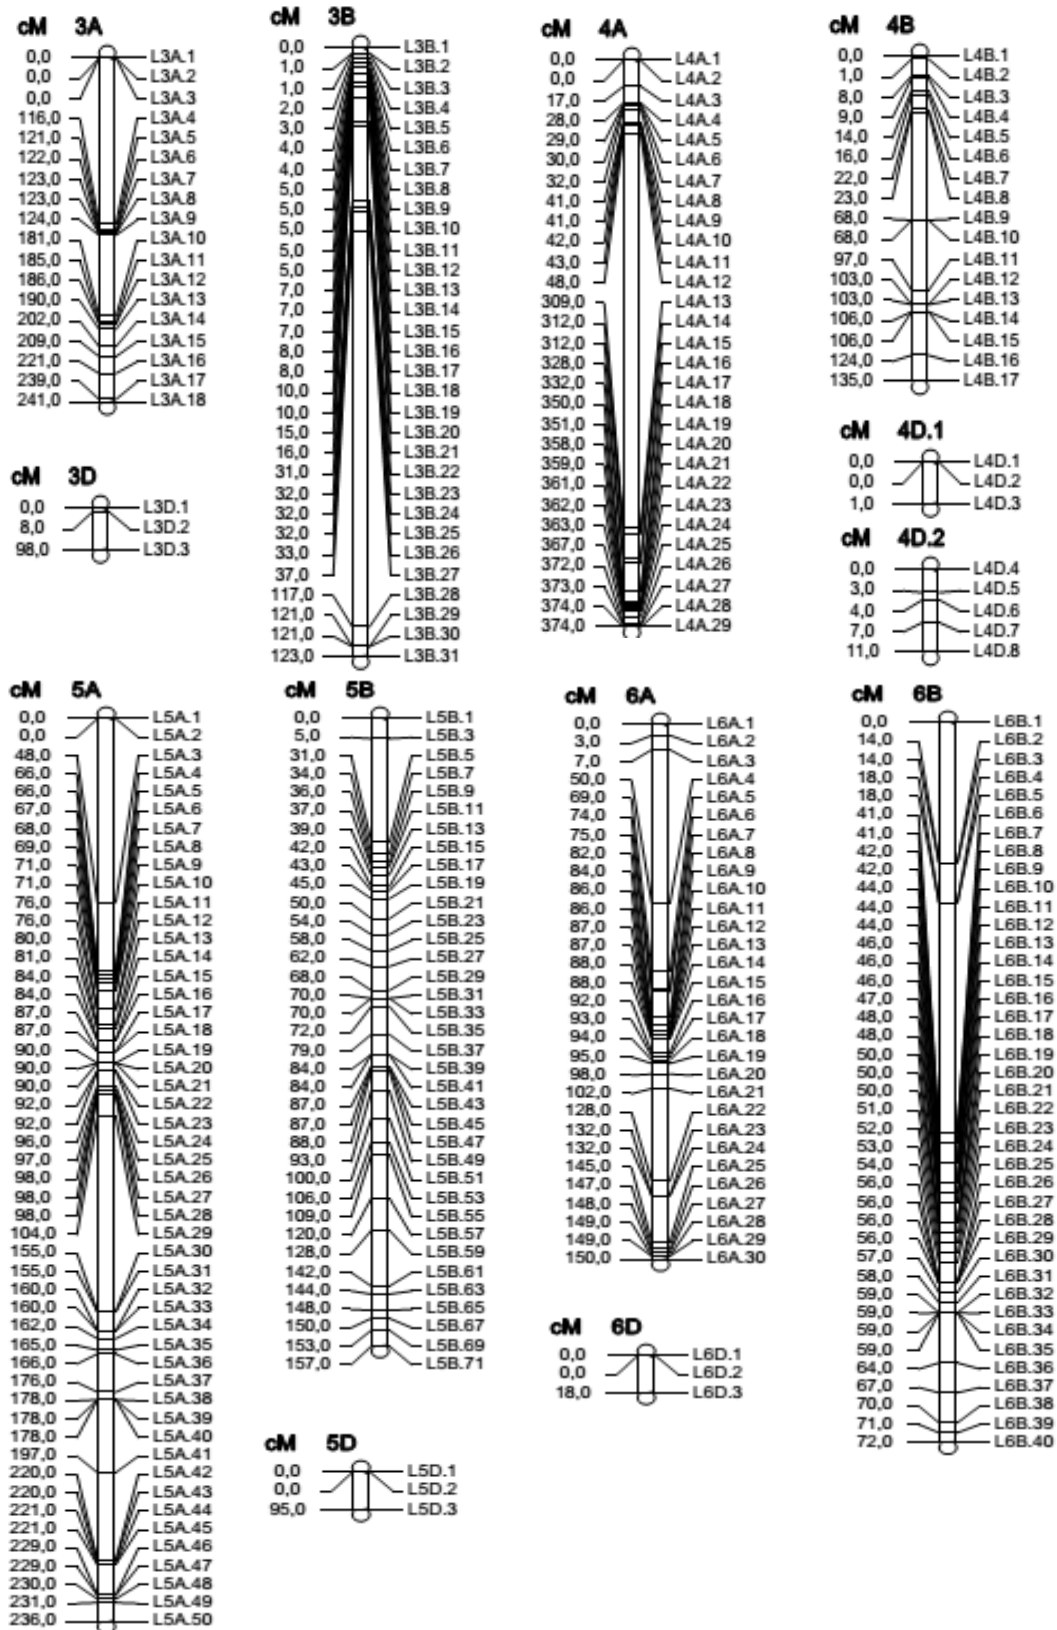 cM 3A
0,0 L3A.1
0,0 L3A.2
0,0 L3A.3
116,0 L3A.4
121,0 L3A.5
122,0 L3A.6
123,0 L3A.7
123,0 L3A.8
124,0 L3A.9
181,0 L3A.10
185,0 L3A.11
186,0 L3A.12
190,0 L3A.13
202,0 L3A.14
209,0 L3A.15
221,0 L3A.16
239,0 L3A.17
241,0 L3A.18
cM 3D
0,0 L3D.1
8,0 L3D.2
98,0 L3D.3
cM 3B
0,0 L3B.1
1,0 L3B.2
1,0 L3B.3
2,0 L3B.4
3,0 L3B.5
4,0 L3B.6
4,0 L3B.7
5,0 L3B.8
5,0 L3B.9
5,0 L3B.10
5,0 L3B.11
5,0 L3B.12
7,0 L3B.13
7,0 L3B.14
7,0 L3B.15
8,0 L3B.16
8,0 L3B.17
10,0 L3B.18
10,0 L3B.19
15,0 L3B.20
16,0 L3B.21
31,0 L3B.22
32,0 L3B.23
32,0 L3B.24
32,0 L3B.25
33,0 L3B.26
37,0 L3B.27
117,0 L3B.28
121,0 L3B.29
121,0 L3B.30
123,0 L3B.31
cM 4A
0,0 L4A.1
0,0 L4A.2
17,0 L4A.3
28,0 L4A.4
29,0 L4A.5
30,0 L4A.6
32,0 L4A.7
41,0 L4A.8
41,0 L4A.9
42,0 L4A.10
43,0 L4A.11
48,0 L4A.12
309,0 L4A.13
312,0 L4A.14
312,0 L4A.15
328,0 L4A.16
332,0 L4A.17
350,0 L4A.18
351,0 L4A.19
358,0 L4A.20
359,0 L4A.21
361,0 L4A.22
362,0 L4A.23
363,0 L4A.24
367,0 L4A.25
372,0 L4A.26
373,0 L4A.27
374,0 L4A.28
374,0 L4A.29
cM 4B
0,0 L4B.1
1,0 L4B.2
8,0 L4B.3
9,0 L4B.4
14,0 L4B.5
16,0 L4B.6
22,0 L4B.7
23,0 L4B.8
68,0 L4B.9
68,0 L4B.10
97,0 L4B.11
103,0 L4B.12
103,0 L4B.13
106,0 L4B.14
106,0 L4B.15
124,0 L4B.16
135,0 L4B.17
cM 4D.1
0,0 L4D.1
0,0 L4D.2
1,0 L4D.3
cM 4D.2
0,0 L4D.4
3,0 L4D.5
4,0 L4D.6
7,0 L4D.7
11,0 L4D.8
cM 5A
0,0 L5A.1
0,0 L5A.2
48,0 L5A.3
66,0 L5A.4
66,0 L5A.5
67,0 L5A.6
68,0 L5A.7
69,0 L5A.8
71,0 L5A.9
71,0 L5A.10
76,0 L5A.11
76,0 L5A.12
80,0 L5A.13
81,0 L5A.14
84,0 L5A.15
84,0 L5A.16
87,0 L5A.17
87,0 L5A.18
90,0 L5A.19
90,0 L5A.20
90,0 L5A.21
92,0 L5A.22
92,0 L5A.23
96,0 L5A.24
97,0 L5A.25
98,0 L5A.26
98,0 L5A.27
98,0 L5A.28
104,0 L5A.29
155,0 L5A.30
155,0 L5A.31
160,0 L5A.32
160,0 L5A.33
162,0 L5A.34
165,0 L5A.35
166,0 L5A.36
176,0 L5A.37
178,0 L5A.38
178,0 L5A.39
178,0 L5A.40
197,0 L5A.41
220,0 L5A.42
220,0 L5A.43
221,0 L5A.44
221,0 L5A.45
229,0 L5A.46
229,0 L5A.47
230,0 L5A.48
231,0 L5A.49
236,0 L5A.50
cM 5B
0,0 L5B.1
5,0 L5B.3
31,0 L5B.5
34,0 L5B.7
36,0 L5B.9
37,0 L5B.11
39,0 L5B.13
42,0 L5B.15
43,0 L5B.17
45,0 L5B.19
50,0 L5B.21
54,0 L5B.23
58,0 L5B.25
62,0 L5B.27
68,0 L5B.29
70,0 L5B.31
70,0 L5B.33
72,0 L5B.35
79,0 L5B.37
84,0 L5B.39
84,0 L5B.41
87,0 L5B.43
87,0 L5B.45
88,0 L5B.47
93,0 L5B.49
100,0 L5B.51
106,0 L5B.53
109,0 L5B.55
120,0 L5B.57
128,0 L5B.59
142,0 L5B.61
144,0 L5B.63
148,0 L5B.65
150,0 L5B.67
153,0 L5B.69
157,0 L5B.71
cM 5D
0,0 L5D.1
0,0 L5D.2
95,0 L5D.3
cM 6A
0,0 L6A.1
3,0 L6A.2
7,0 L6A.3
50,0 L6A.4
69,0 L6A.5
74,0 L6A.6
75,0 L6A.7
82,0 L6A.8
84,0 L6A.9
86,0 L6A.10
86,0 L6A.11
87,0 L6A.12
87,0 L6A.13
88,0 L6A.14
88,0 L6A.15
92,0 L6A.16
93,0 L6A.17
94,0 L6A.18
95,0 L6A.19
98,0 L6A.20
102,0 L6A.21
128,0 L6A.22
132,0 L6A.23
132,0 L6A.24
145,0 L6A.25
147,0 L6A.26
148,0 L6A.27
149,0 L6A.28
149,0 L6A.29
150,0 L6A.30
cM 6D
0,0 L6D.1
0,0 L6D.2
18,0 L6D.3
cM 6B
0,0 L6B.1
14,0 L6B.2
14,0 L6B.3
18,0 L6B.4
18,0 L6B.5
41,0 L6B.6
41,0 L6B.7
42,0 L6B.8
42,0 L6B.9
44,0 L6B.10
44,0 L6B.11
44,0 L6B.12
46,0 L6B.13
46,0 L6B.14
46,0 L6B.15
47,0 L6B.16
48,0 L6B.17
48,0 L6B.18
50,0 L6B.19
50,0 L6B.20
50,0 L6B.21
51,0 L6B.22
52,0 L6B.23
53,0 L6B.24
54,0 L6B.25
56,0 L6B.26
56,0 L6B.27
56,0 L6B.28
56,0 L6B.29
57,0 L6B.30
58,0 L6B.31
59,0 L6B.32
59,0 L6B.33
59,0 L6B.34
59,0 L6B.35
64,0 L6B.36
67,0 L6B.37
70,0 L6B.38
71,0 L6B.39
72,0 L6B.40